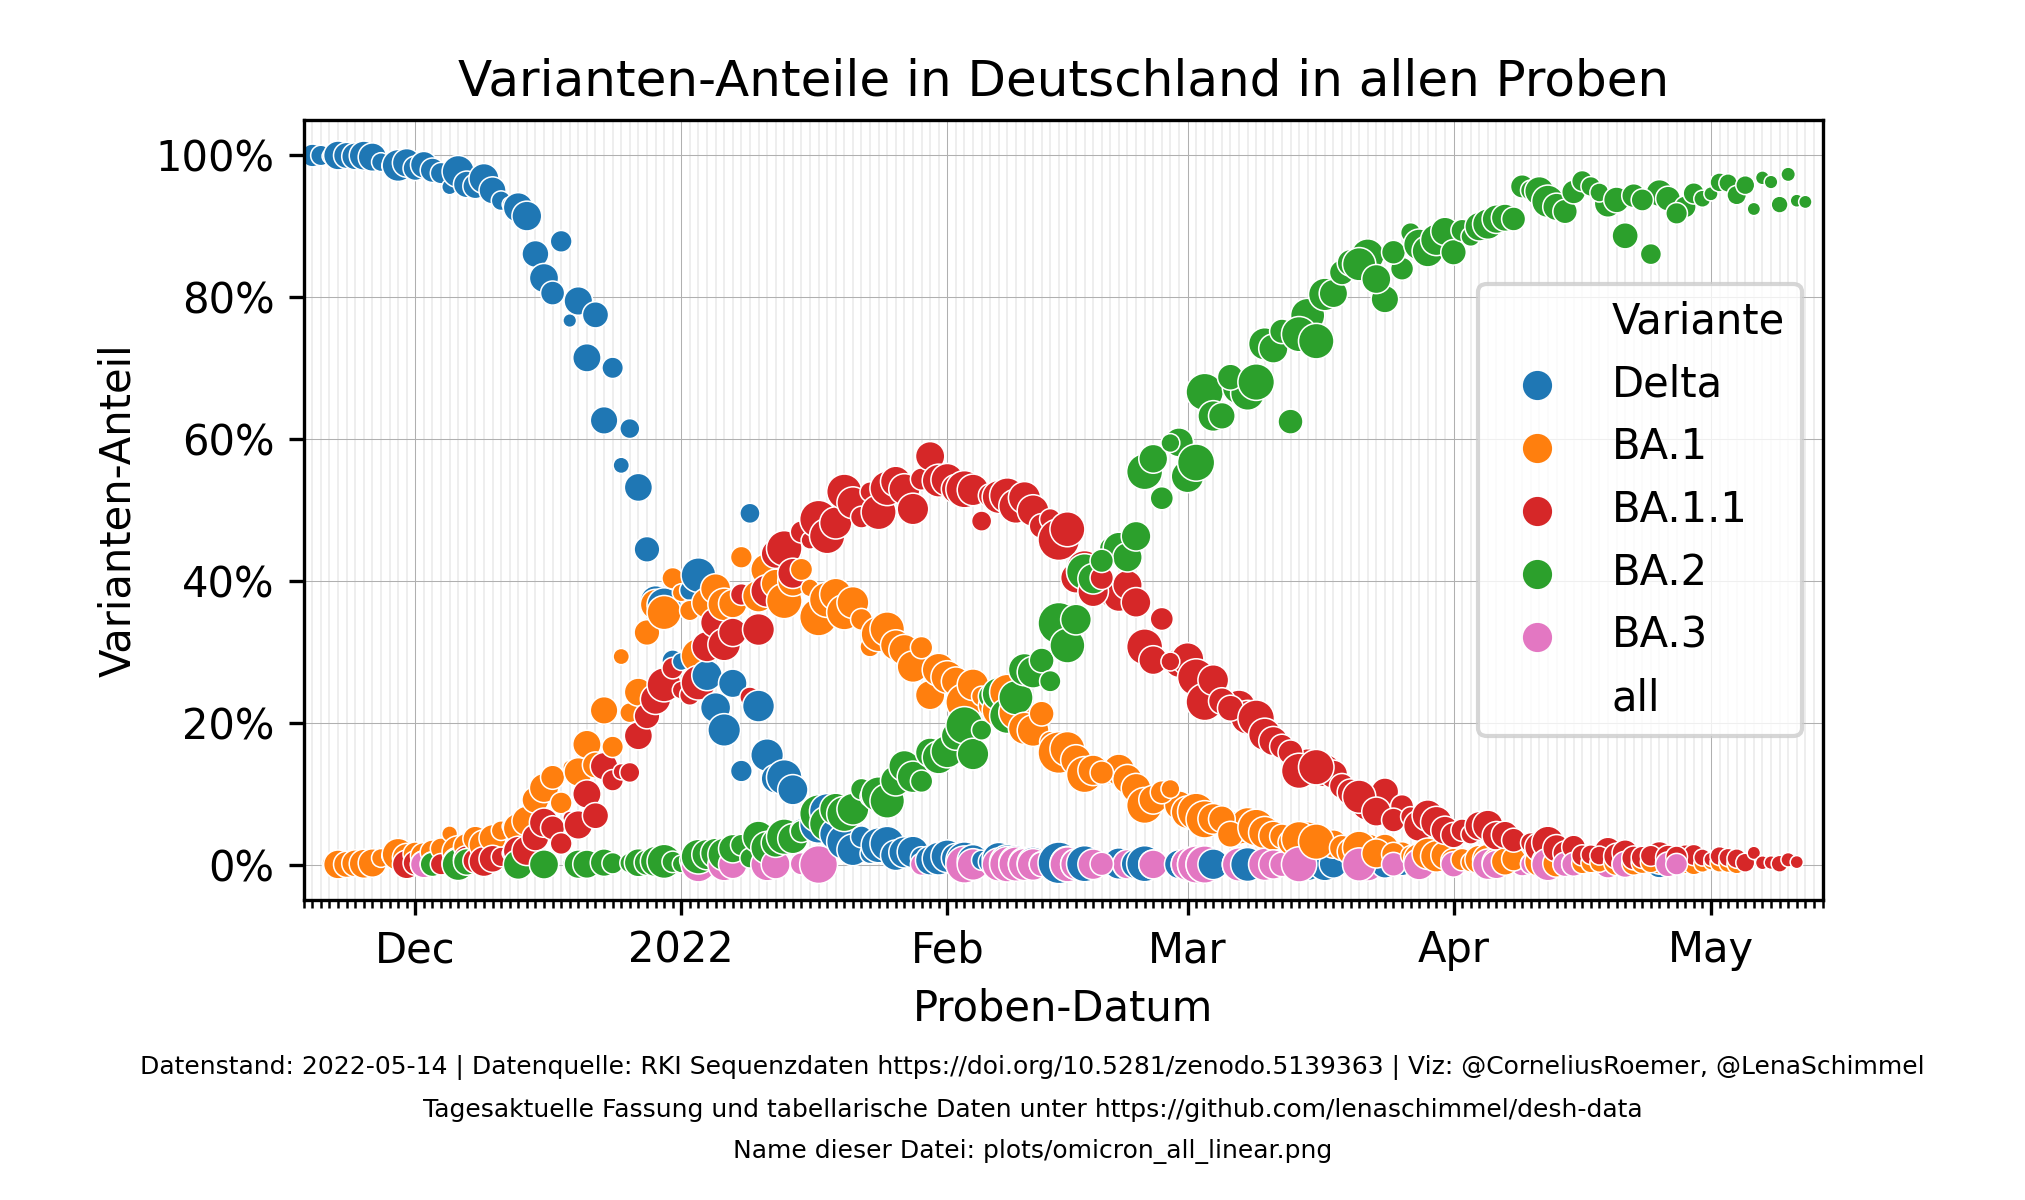 Varianten-Anteile in Deutschland in allen Proben
Varianten-Anteil
100%
80%
60%
40%
20%
0%
Variante
Delta
BA.1
BA.1.1
BA.2
BA.3
all
Dec
2022
Feb
Mar
Apr
May
Proben-Datum
Datenstand: 2022-05-14 | Datenquelle: RKI Sequenzdaten https://doi.org/10.5281/zenodo.5139363 | Viz: @CorneliusRoemer, @LenaSchimmel
Tagesaktuelle Fassung und tabellarische Daten unter https://github.com/lenaschimmel/desh-data
Name dieser Datei: plots/omicron_all_linear.png